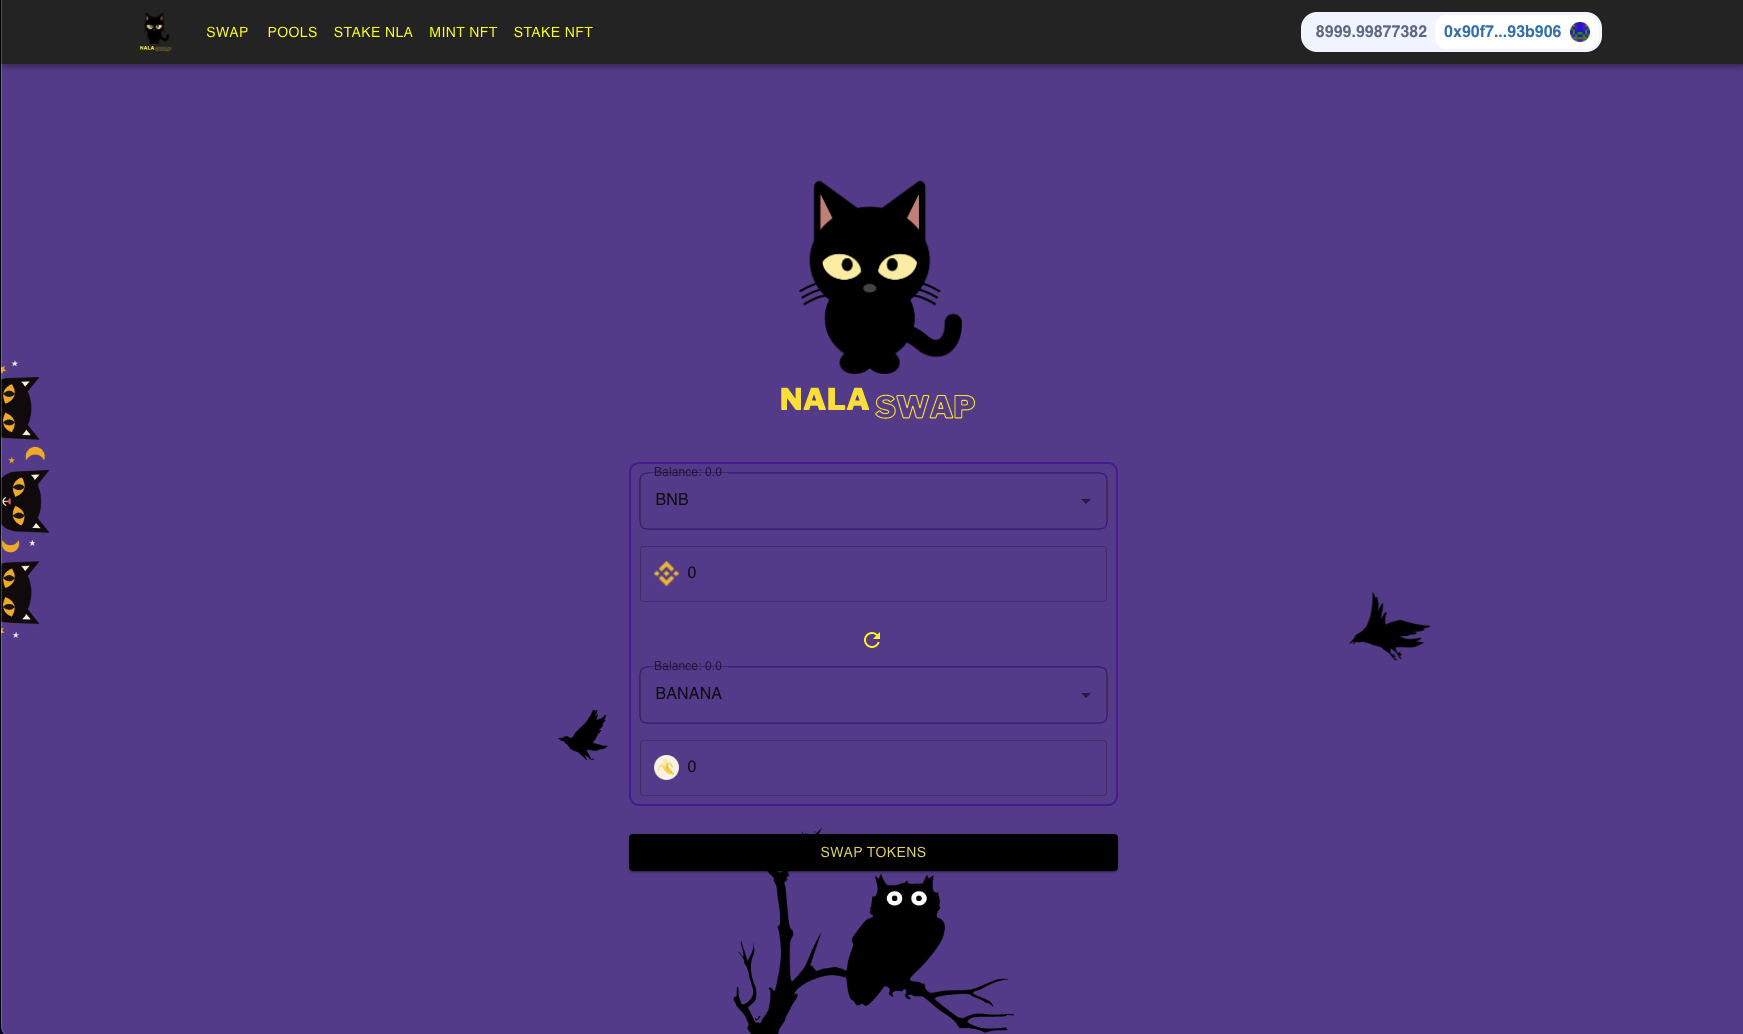 NALA SWAP
SWAP POOLS STAKE NLA MINT NFT STAKE NFT
8999.99877382 0x90f7...93b906
NALA SWAP
Balance: 0.0
BNB
0
Balance: 0.0
BANANA
0
SWAP TOKENS